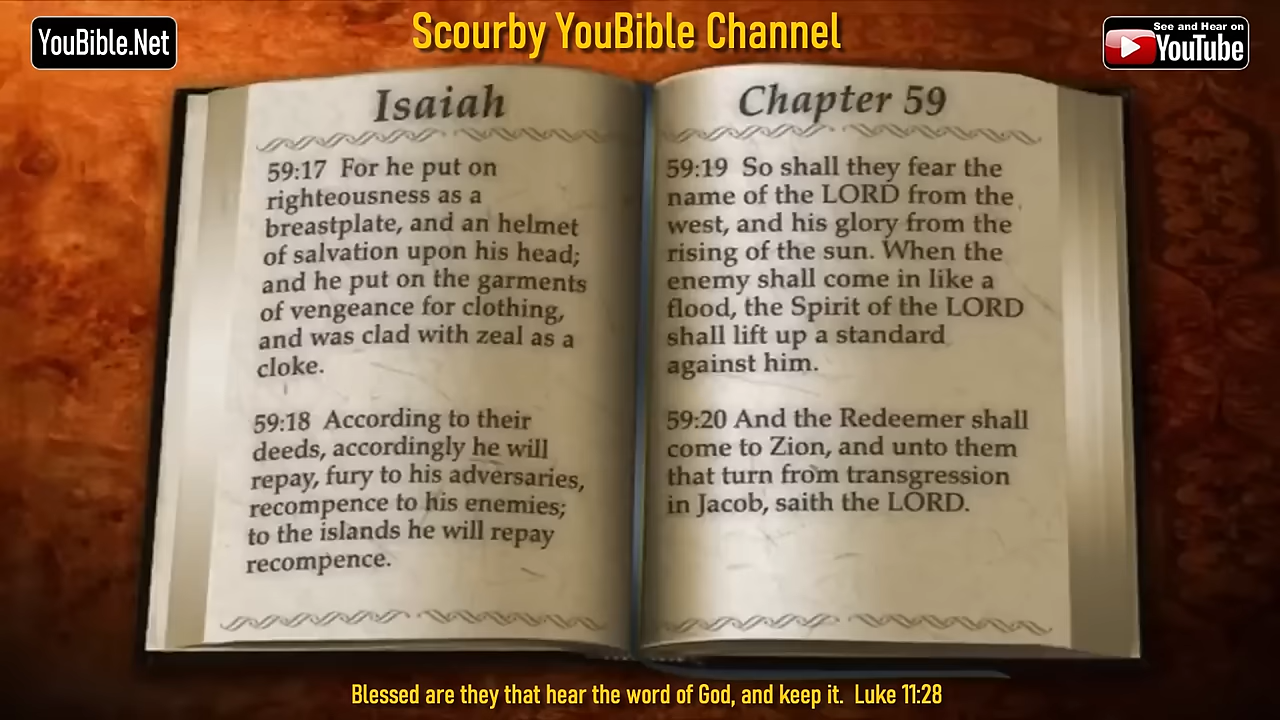 YouBible.Net
Scourby YouBible Channel
See and Hear on
YouTube
Isaiah
59:17 For he put on
righteousness as a
breastplate, and an helmet
of salvation upon his head;
and he put on the garments
of vengeance for clothing,
and was clad with zeal as a
cloke.
59:18 According to their
deeds, accordingly he will
repay, fury to his adversaries,
recompence to his enemies;
to the islands he will repay
recompence.
Chapter 59
59:19 So shall they fear the
name of the LORD from the
west, and his glory from the
rising of the sun. When the
enemy shall come in like a
flood, the Spirit of the LORD
shall lift up a standard
against him.
59:20 And the Redeemer shall
come to Zion, and unto them
that turn from transgression
in Jacob, saith the LORD.
Blessed are they that hear the word of God, and keep it. Luke 11:28